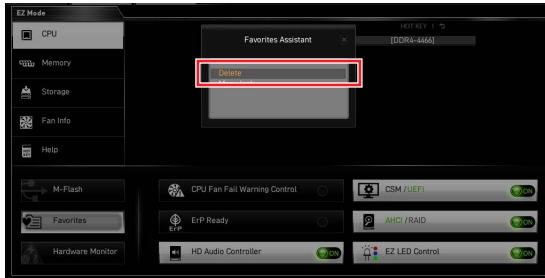 EZ Mode
HOT KEY |
CPU
Favorites Assistant ×
[DDR4-4466]
Memory
Delete
Storage
Fan Info
Help
M-Flash
CPU Fan Fail Warning Control
CSM /UEFI
ON
Favorites
ErP
ErP Ready
AHCI /RAID
ON
Hardware Monitor
HD Audio Controller
ON
EZ LED Control
ON